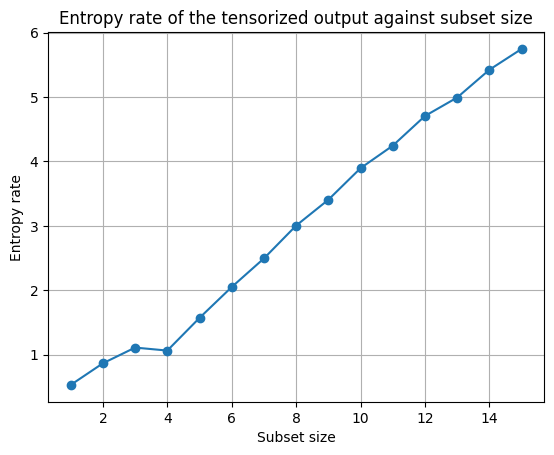 Entropy rate of the tensorized output against subset size
6
5
4
3
2
1
Entropy rate
2 4 6 8 10 12 14
Subset size